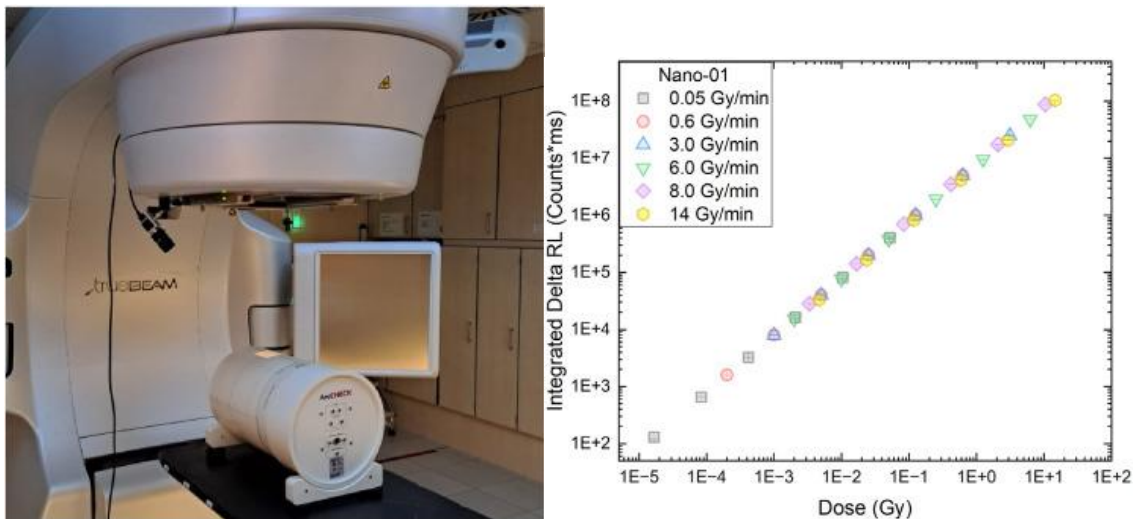 trueBEAM
ArcCHECK
Nano-01
0.05 Gy/min
0.6 Gy/min
3.0 Gy/min
6.0 Gy/min
8.0 Gy/min
14 Gy/min
Integrated Delta RL (Counts*ms)
1E+8
1E+7
1E+6
1E+5
1E+4
1E+3
1E+2
1E-5 1E-4 1E-3 1E-2 1E-1 1E+0 1E+1 1E+2
Dose (Gy)